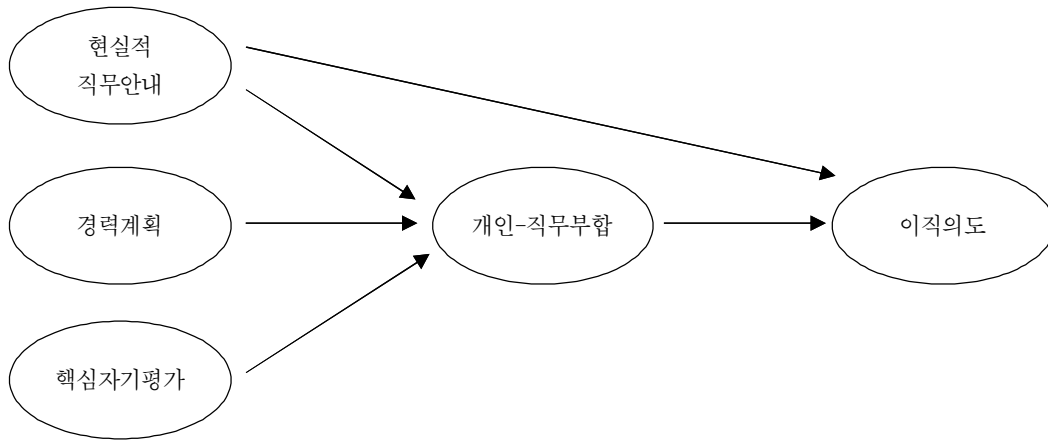 현실적
직무안내
경력계획
개인-직무부합
이직의도
핵심자기평가